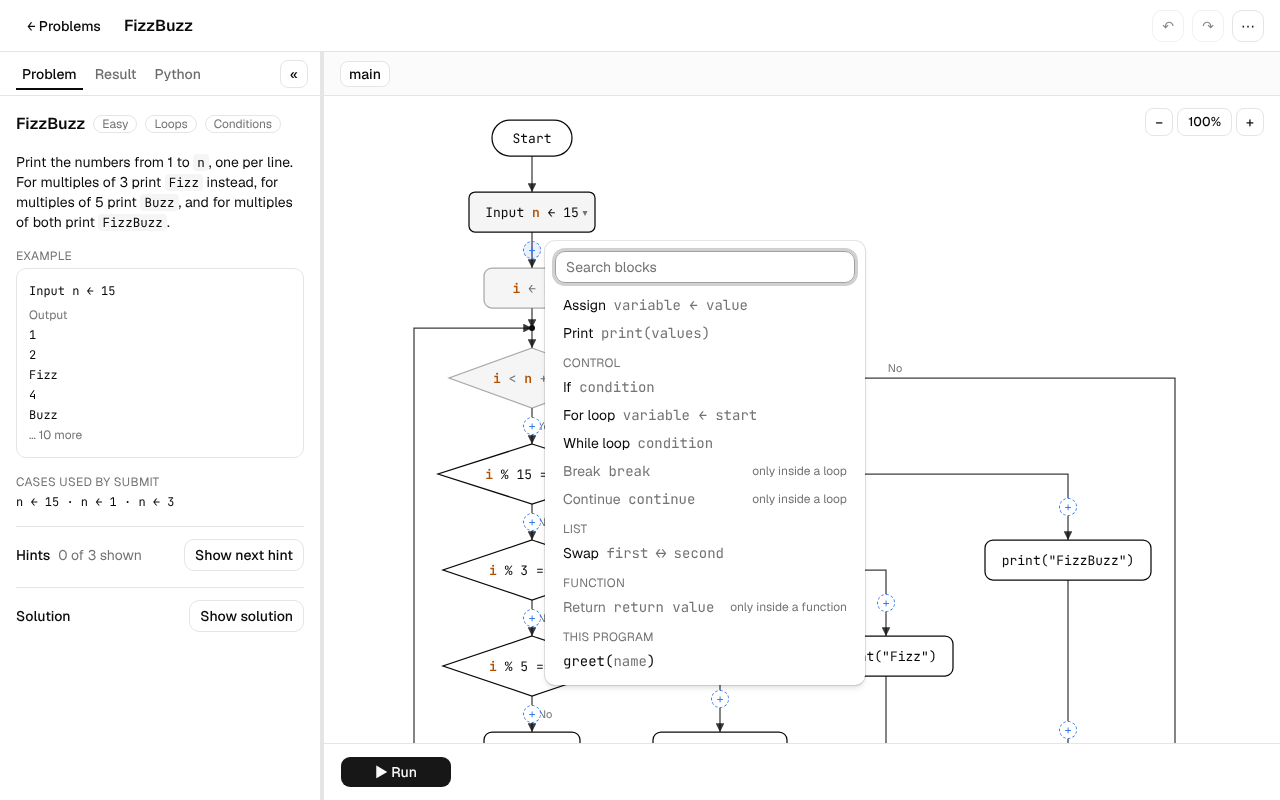 ← Problems FizzBuzz ↶ ↷ ⋯
Problem Result Python «
main
FizzBuzz Easy Loops Conditions
Print the numbers from 1 to n, one per line.
For multiples of 3 print Fizz instead, for
multiples of 5 print Buzz, and for multiples
of both print FizzBuzz.
EXAMPLE
Input n ← 15
Output
1
2
Fizz
4
Buzz
… 10 more
CASES USED BY SUBMIT
n ← 15 · n ← 1 · n ← 3
Hints 0 of 3 shown Show next hint
Solution Show solution
− 100% +
Start
Input n ← 15 ▾
i ←
i < n +
No
i % 15 =
i % 3 =
i % 5 =
No
print("FizzBuzz")
t("Fizz")
Search blocks
Assign variable ← value
Print print(values)
CONTROL
If condition
For loop variable ← start
While loop condition
Break break only inside a loop
Continue continue only inside a loop
LIST
Swap first ↔ second
FUNCTION
Return return value only inside a function
THIS PROGRAM
greet(name)
▶ Run